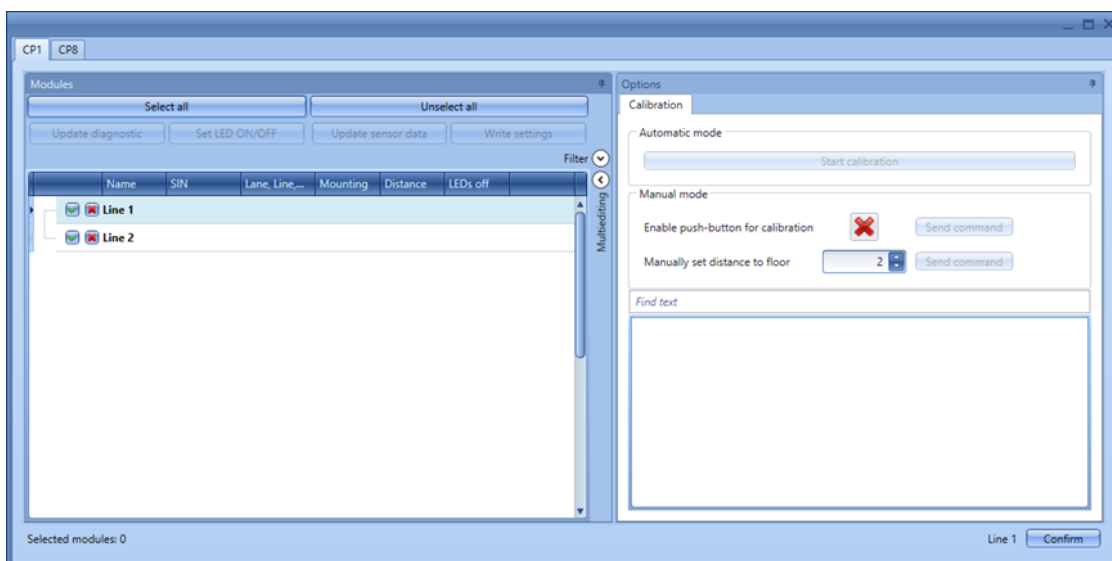 CP1 CP8
Modules
Select all Unselect all
Update diagnostic Set LED ON/OFF Update sensor data Write settings
Filter
Name SIN Lane, Line,... Mounting Distance LEDs off
Line 1
Line 2
Multiediting
Options
Calibration
Automatic mode
Start calibration
Manual mode
Enable push-button for calibration Send command
Manually set distance to floor 2 Send command
Find text
Selected modules: 0
Line 1 Confirm